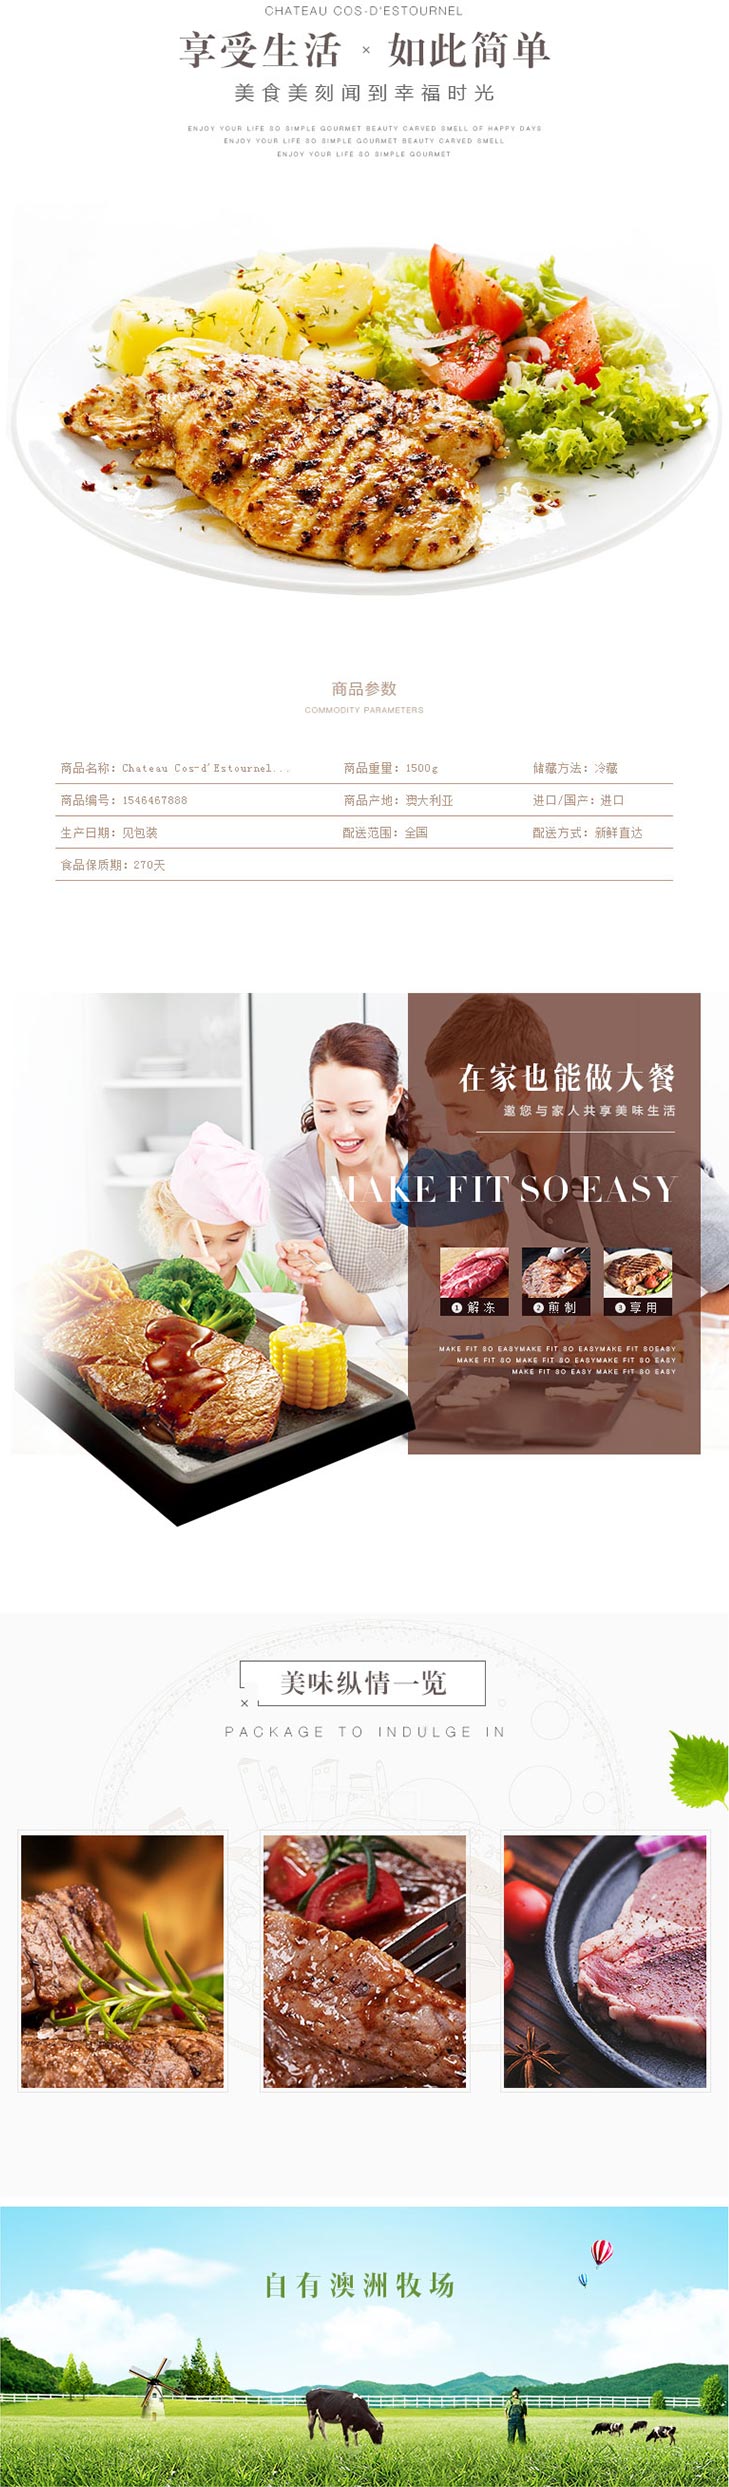 CHATEAU COS-D'ESTOURNEL
享受生活 × 如此简单
美食美刻闻到幸福时光
ENJOY YOUR LIFE SO SIMPLE GOURMET BEAUTY CARVED SMELL OF HAPPY DAYS
ENJOY YOUR LIFE SO SIMPLE GOURMET BEAUTY CARVED SMELL
ENJOY YOUR LIFE SO SIMPLE GOURMET
商品参数
COMMODITY PARAMETERS
商品名称：Chateau Cos-d'Estournel... 商品重量：1500g 储藏方法：冷藏
商品编号：1546467888 商品产地：澳大利亚 进口/国产：进口
生产日期：见包装 配送范围：全国 配送方式：新鲜直达
食品保质期：270天
在家也能做大餐
邀您与家人共享美味生活
MAKE FIT SO EASY
1 解冻 2 煎制 3 享用
MAKE FIT SO EASYMAKE FIT SO EASYMAKE FIT SOEASY
MAKE FIT SO MAKE FIT SO EASYMAKE FIT SO EASY
MAKE FIT SO EASY MAKE FIT SO EASY
美味纵情一览
×
PACKAGE TO INDULGE IN
自有澳洲牧场